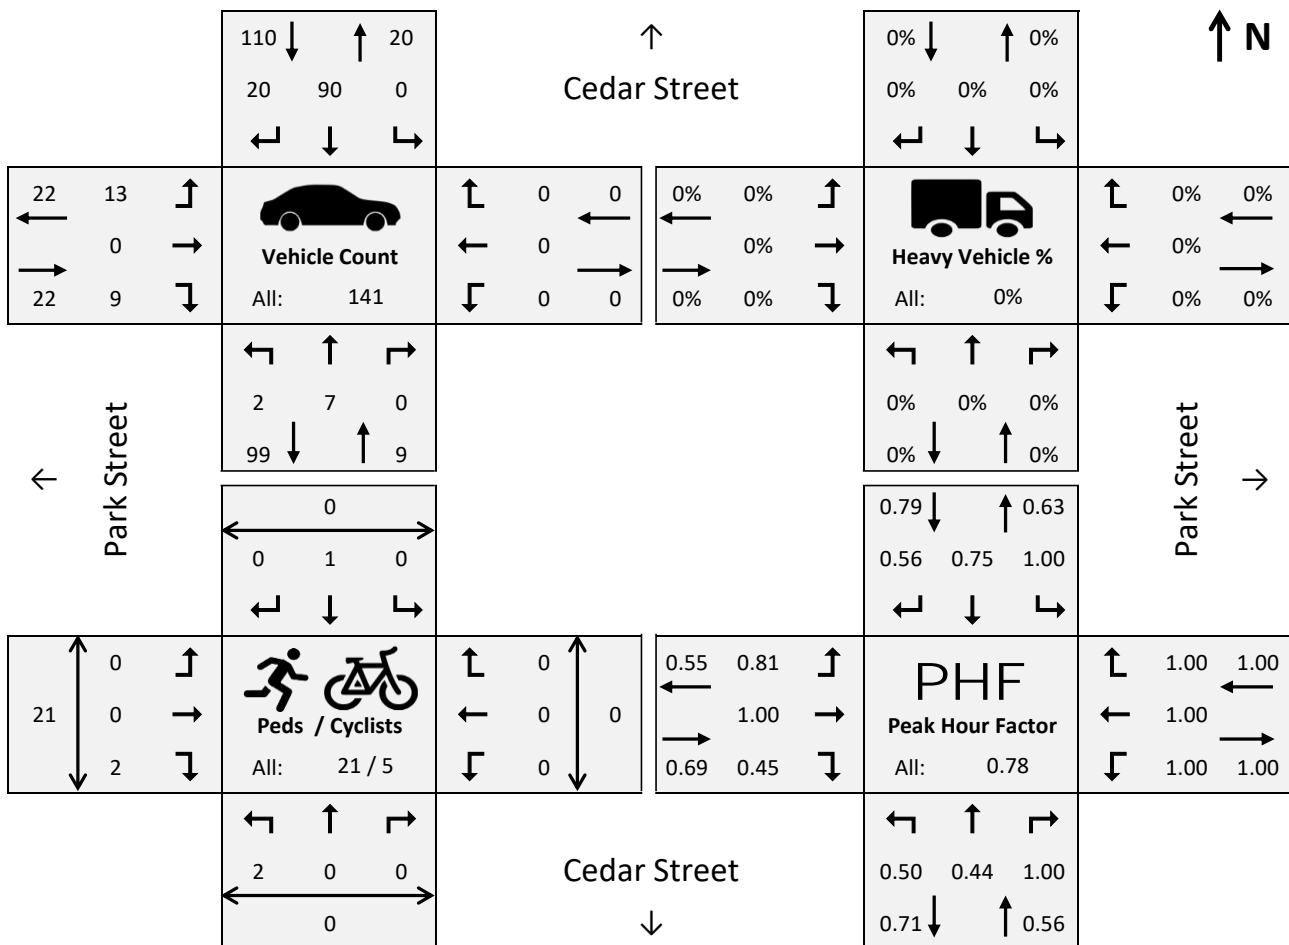 110 20 0% 0% N
20 90 0 Cedar Street 0% 0% 0%
22 13 0 0 0% 0% 0% 0%
0 0 0% 0%
Vehicle Count Heavy Vehicle %
22 9 All: 141 0 0 0% 0% All: 0% 0% 0%
2 7 0 0% 0% 0%
99 9 0% 0%
Park Street Park Street
0 0.79 0.63
0 1 0 0.56 0.75 1.00
0 0 0.55 0.81 PHF 1.00 1.00
21 0 0 0 1.00 1.00
Peds / Cyclists Peak Hour Factor
2 All: 21 / 5 0 0.69 0.45 All: 0.78 1.00 1.00
2 0 0 Cedar Street 0.50 0.44 1.00
0 0.71 0.56